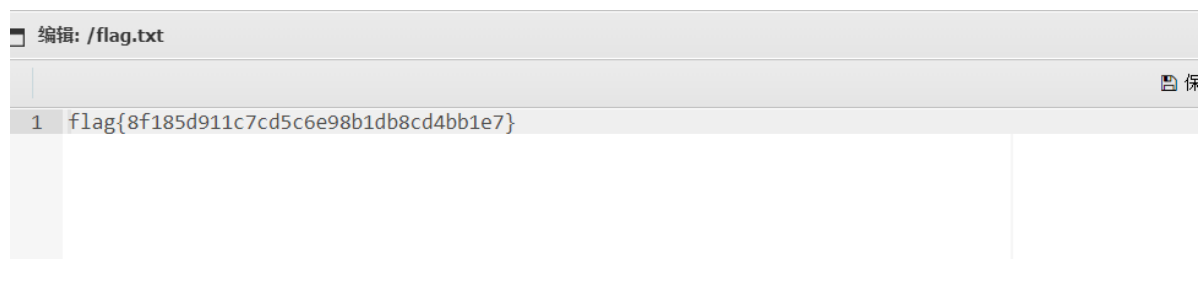 编辑: /flag.txt
保
1 flag{8f185d911c7cd5c6e98b1db8cd4bb1e7}